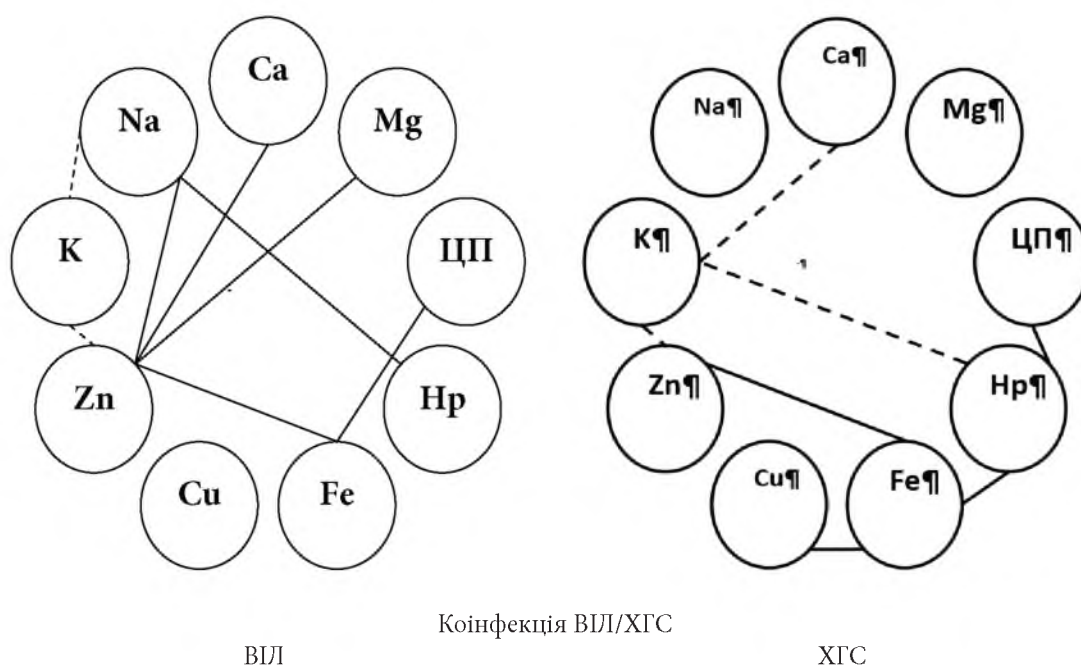 Ca
Na
Mg
K
ЦП
Zn
Hp
Cu
Fe
Ca¶
Na¶
Mg¶
K¶
ЦП¶
¶
Zn¶
Hp¶
Cu¶
Fe¶
Коінфекція ВІЛ/ХГС
ВІЛ
ХГС